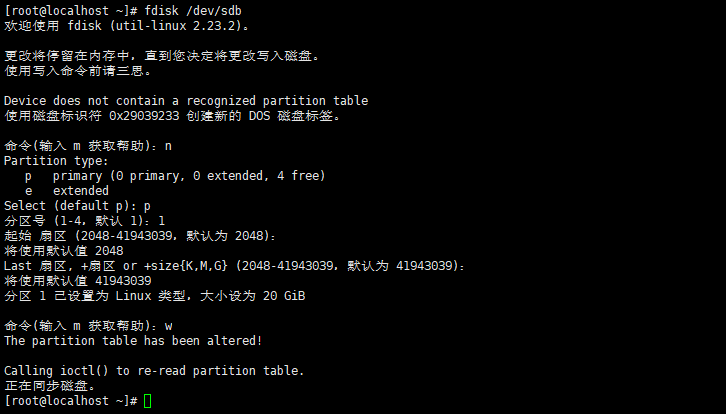 [root@localhost ~]# fdisk /dev/sdb
欢迎使用 fdisk (util-linux 2.23.2)。
更改将停留在内存中，直到您决定将更改写入磁盘。
使用写入命令前请三思。
Device does not contain a recognized partition table
使用磁盘标识符 0x29039233 创建新的 DOS 磁盘标签。
命令(输入 m 获取帮助)：n
Partition type:
   p   primary (0 primary, 0 extended, 4 free)
   e   extended
Select (default p): p
分区号 (1-4，默认 1)：1
起始 扇区 (2048-41943039，默认为 2048)：
将使用默认值 2048
Last 扇区, +扇区 or +size{K,M,G} (2048-41943039，默认为 41943039)：
将使用默认值 41943039
分区 1 已设置为 Linux 类型，大小设为 20 GiB
命令(输入 m 获取帮助)：w
The partition table has been altered!
Calling ioctl() to re-read partition table.
正在同步磁盘。
[root@localhost ~]#